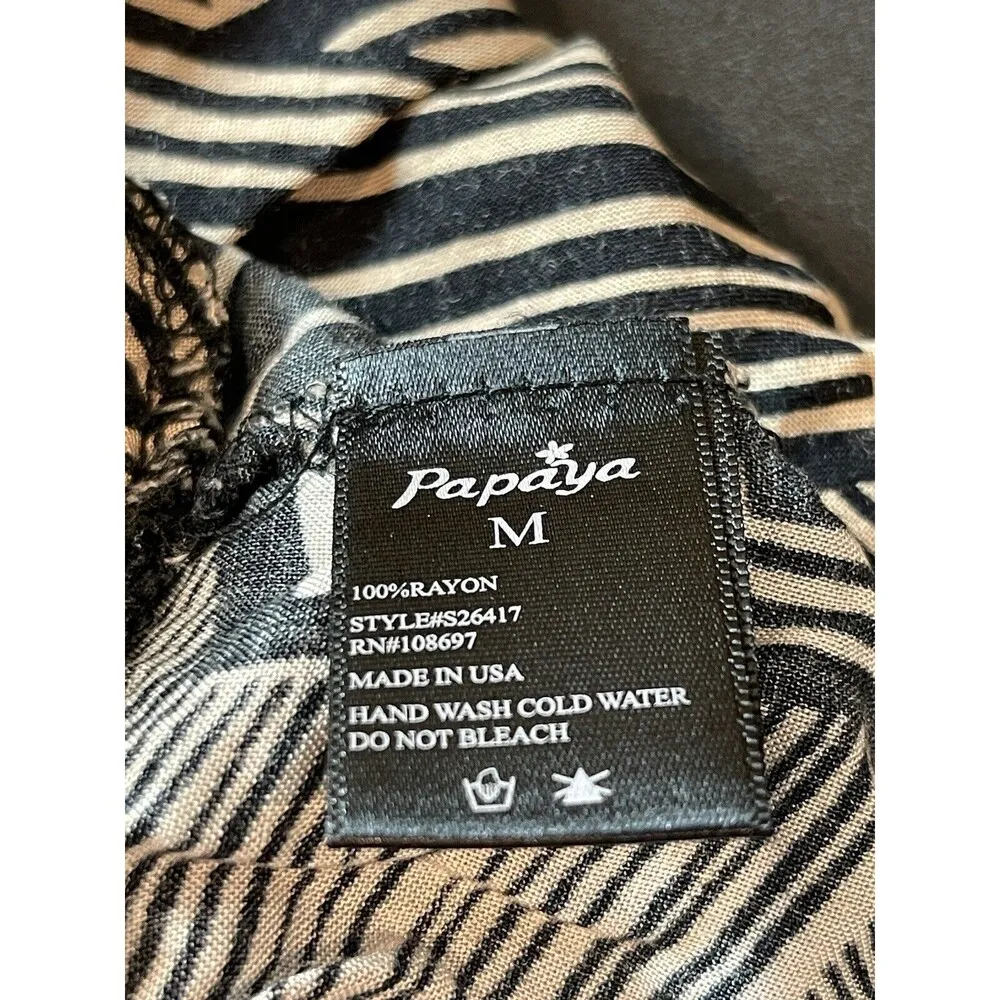 Papaya
M
100%RAYON
STYLE#S26417
RN#108697
MADE IN USA
HAND WASH COLD WATER
DO NOT BLEACH